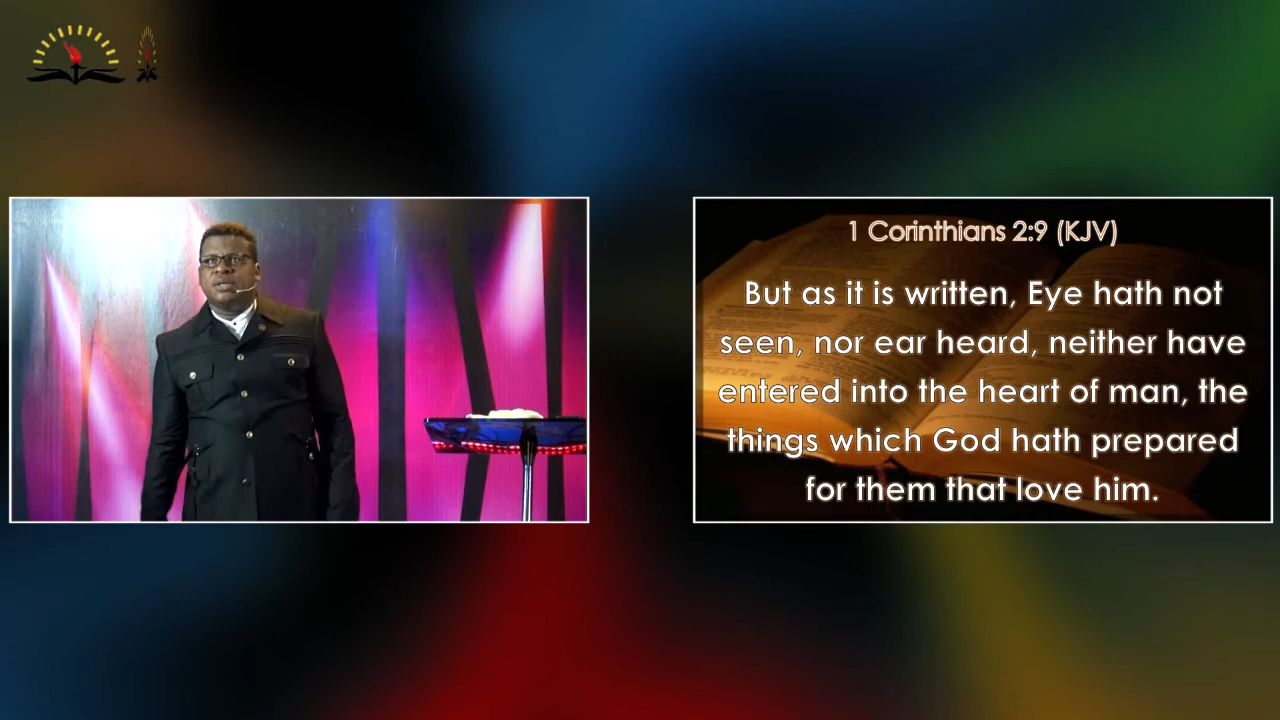 1 Corinthians 2:9 (KJV)
But as it is written, Eye hath not
seen, nor ear heard, neither have
entered into the heart of man, the
things which God hath prepared
for them that love him.